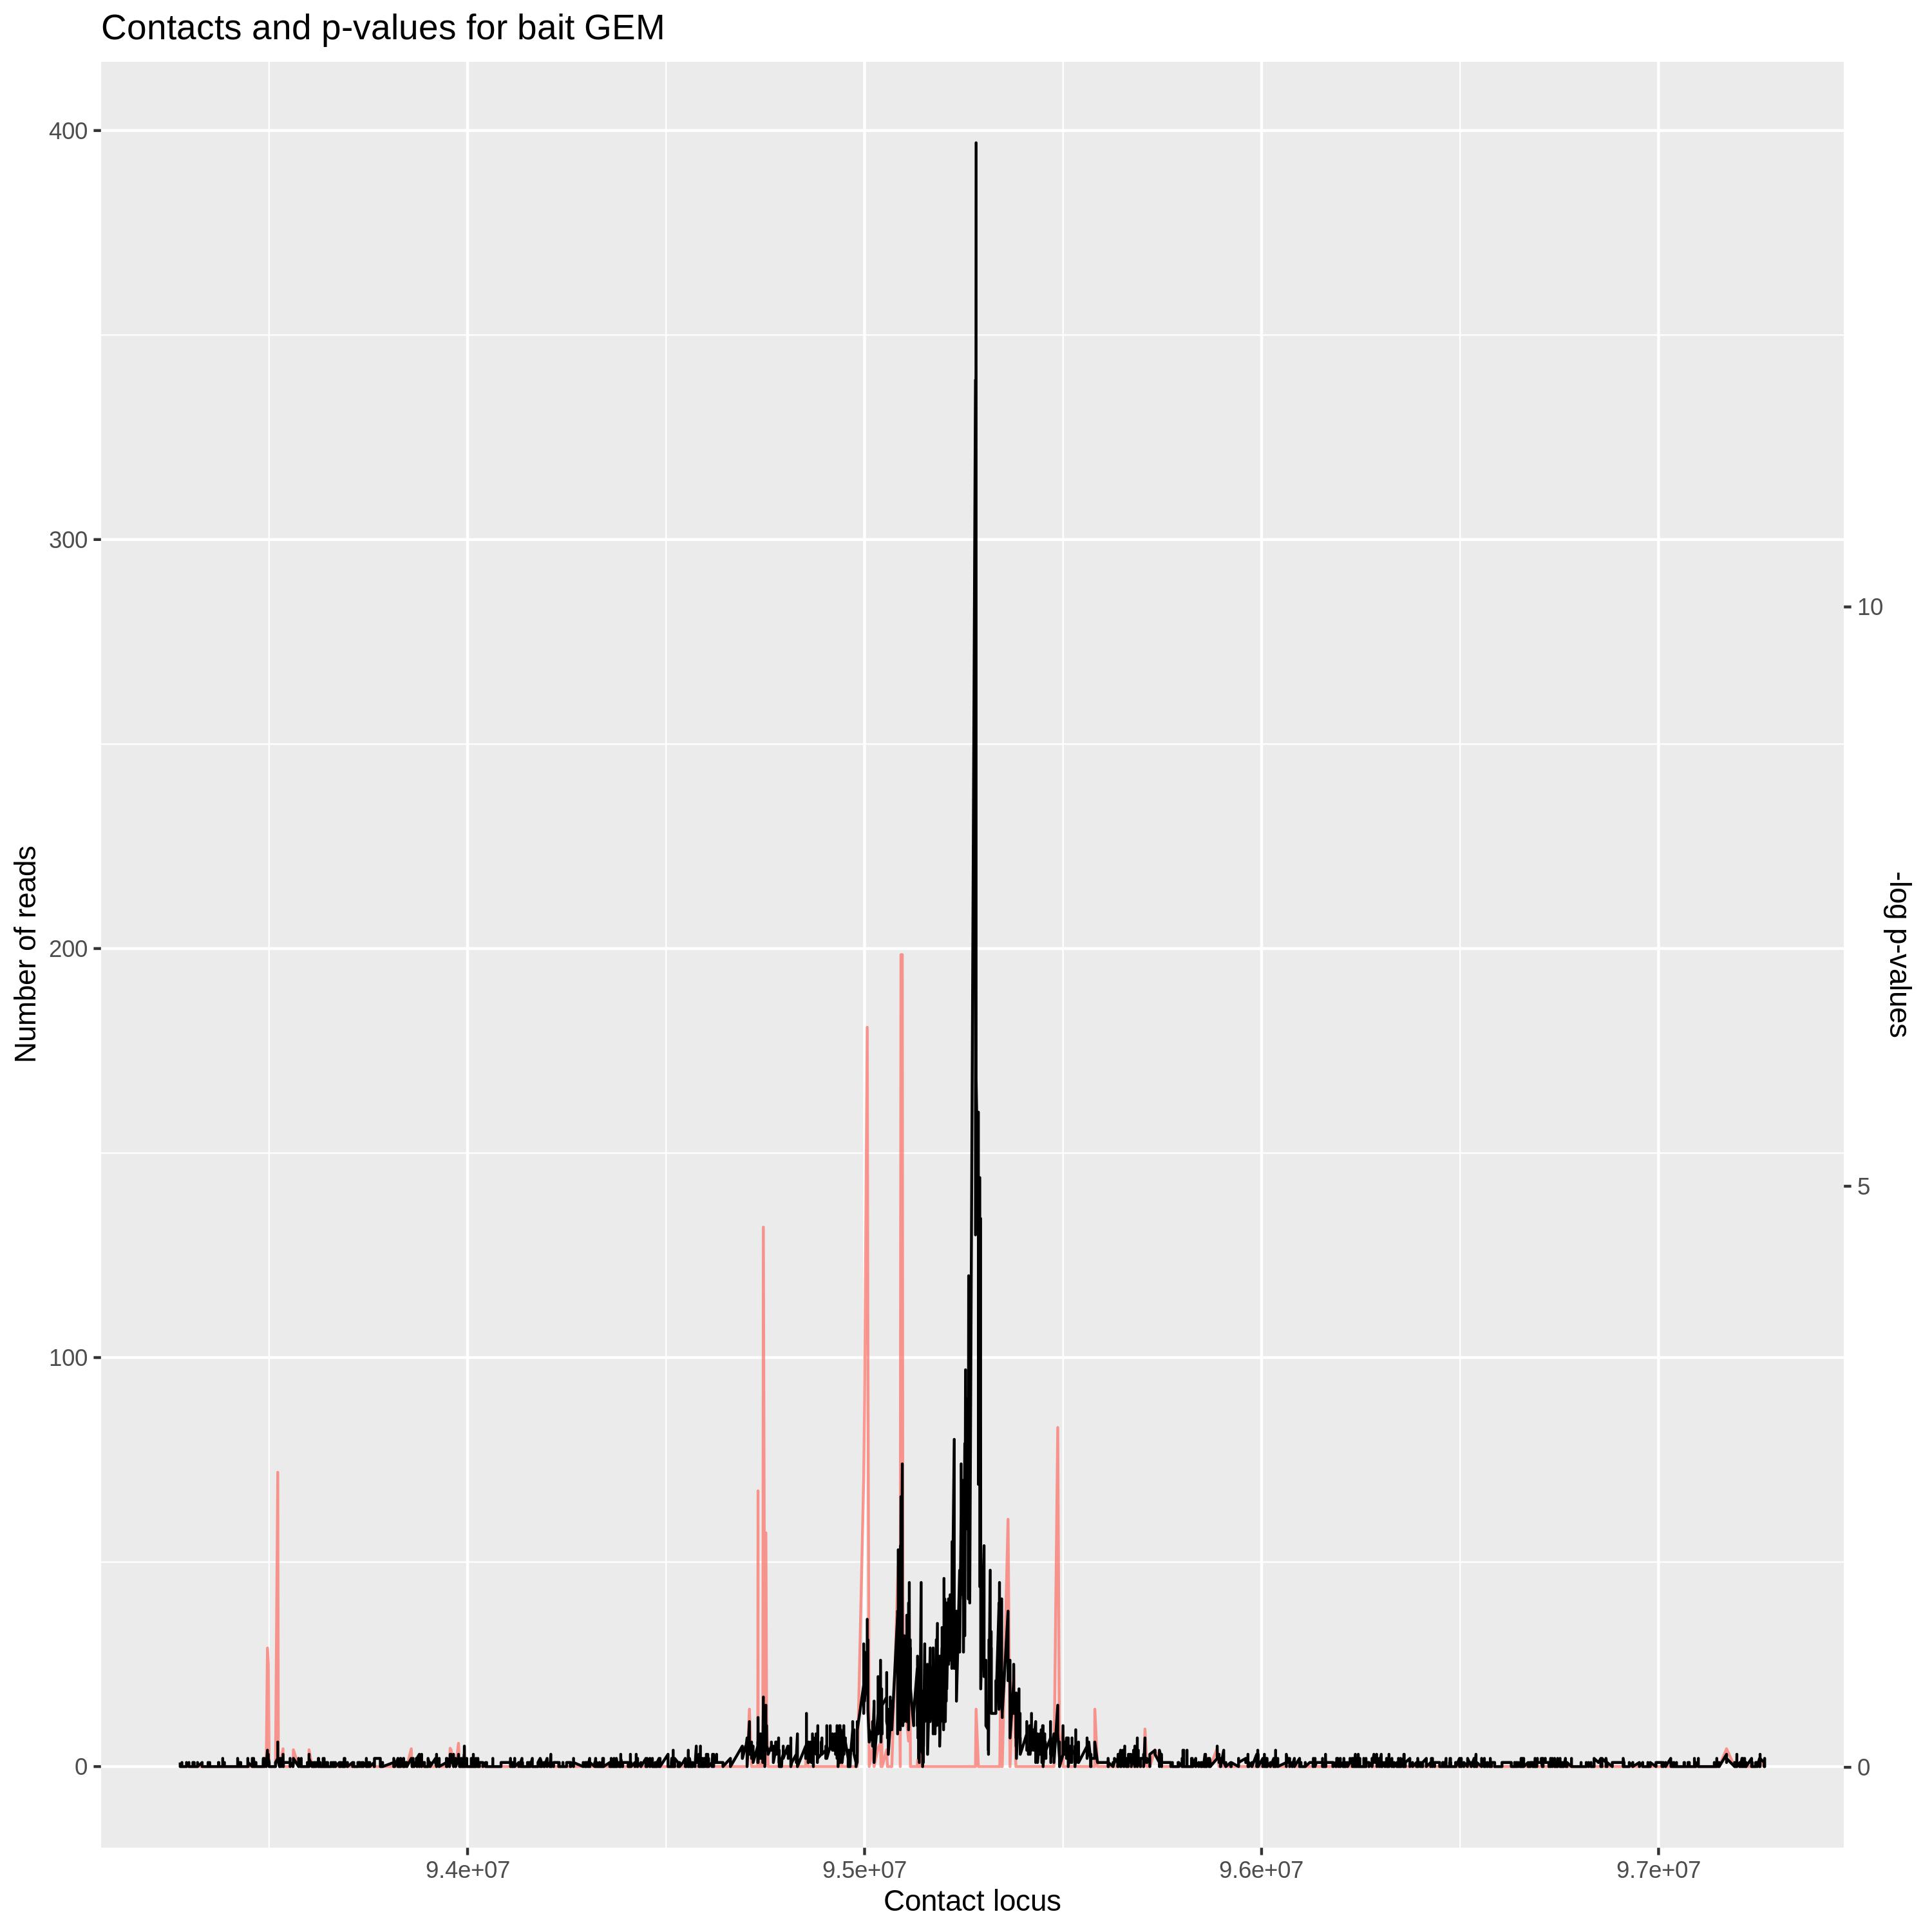 Contacts and p-values for bait GEM
400
300
200
100
0
Number of reads
10
5
0
-log p-values
9.4e+07
9.5e+07
9.6e+07
9.7e+07
Contact locus